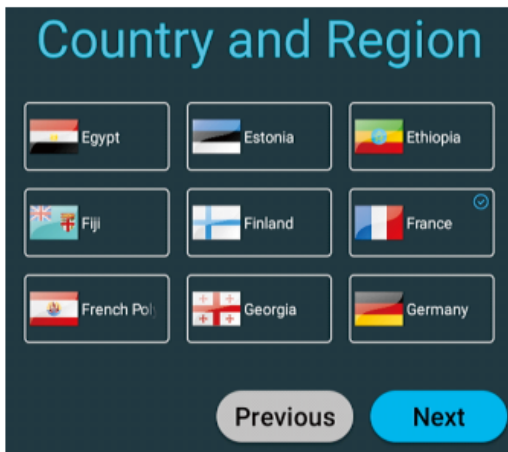 Country and Region
Egypt
Estonia
Ethiopia
Fiji
Finland
France
French Pol
Georgia
Germany
Previous
Next